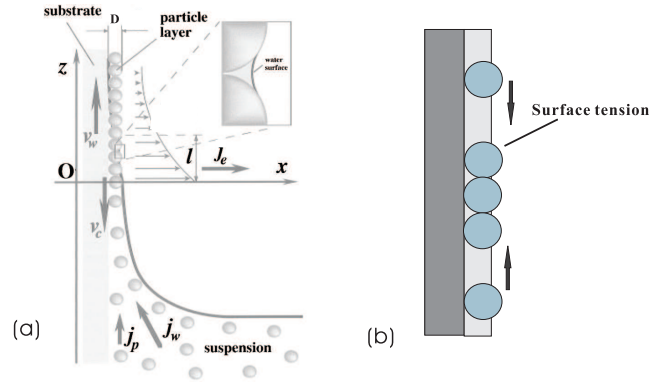 substrate
D
particle
layer
z
water
surface
v_w
l
J_e
O
x
v_c
(a)
j_p
j_w
suspension
Surface tension
(b)